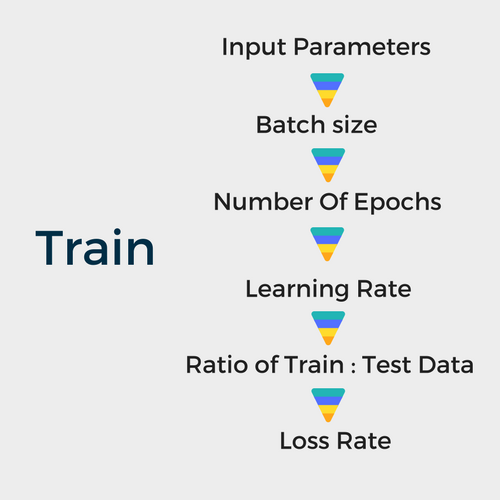 Train
Input Parameters
Batch size
Number Of Epochs
Learning Rate
Ratio of Train : Test Data
Loss Rate